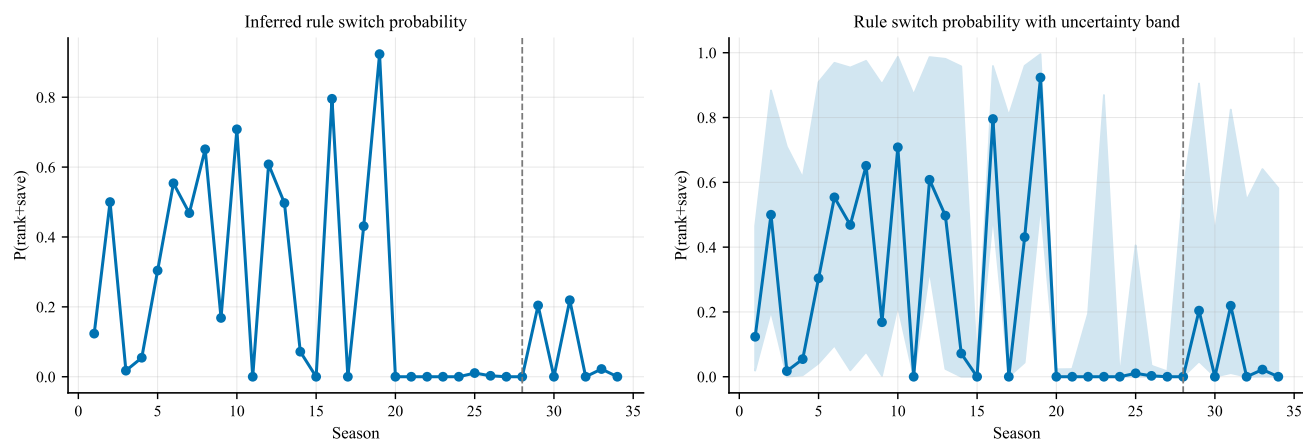 Inferred rule switch probability
P(rank+save)
0.8
0.6
0.4
0.2
0.0
0 5 10 15 20 25 30 35
Season
Rule switch probability with uncertainty band
P(rank+save)
1.0
0.8
0.6
0.4
0.2
0.0
0 5 10 15 20 25 30 35
Season